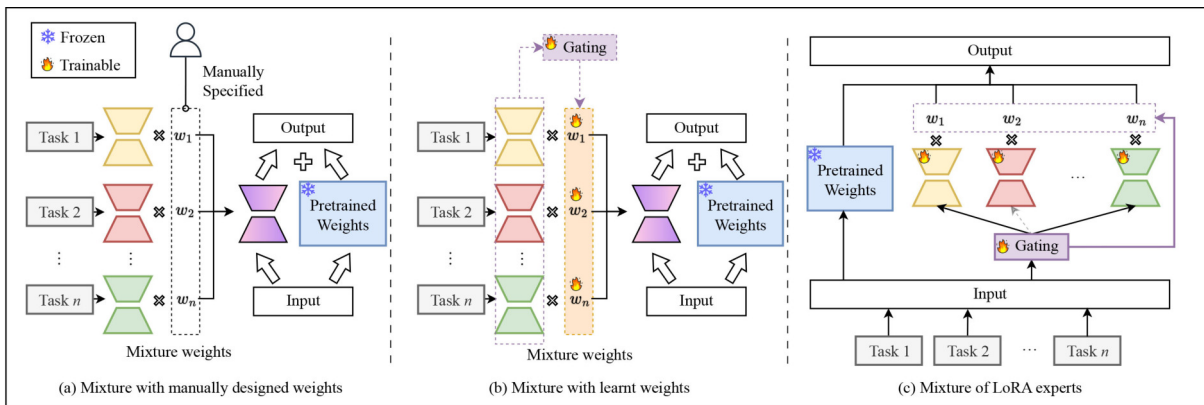 Frozen
Trainable
Manually
Specified
Task 1
w1
Output
Task 2
w2
Pretrained
Weights
Task n
wn
Input
Mixture weights
(a) Mixture with manually designed weights
Gating
Task 1
w1
Output
Task 2
w2
Pretrained
Weights
Task n
wn
Input
Mixture weights
(b) Mixture with learnt weights
Output
w1 w2 wn
Pretrained
Weights
...
Gating
Input
Task 1 Task 2 ... Task n
(c) Mixture of LoRA experts